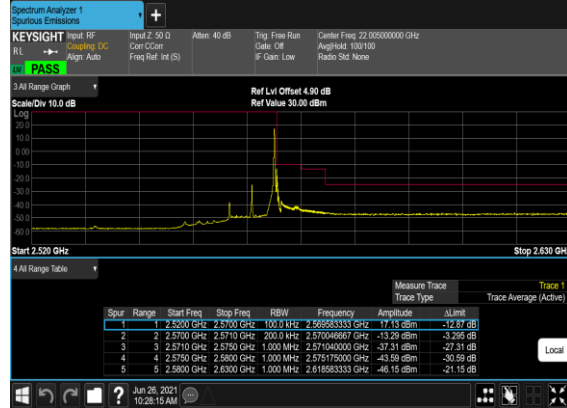 Spectrum Analyzer 1
Spurious Emissions
KEYSIGHT Input: RF Input Z: 50 Ω Atten: 40 dB Trig: Free Run Center Freq: 22.005000000 GHz
RL Coupling: DC Corr CCorr Gate: Off Avg|Hold: 100/100
Align: Auto Freq Ref: Int (S) IF Gain: Low Radio Std: None
PASS
3 All Range Graph
Ref Lvl Offset 4.90 dB
Scale/Div 10.0 dB Ref Value 30.00 dBm
Log
20.0
10.0
0.00
-10.0
-20.0
-30.0
-40.0
-50.0
-60.0
Start 2.520 GHz Stop 2.630 GH
4 All Range Table
Measure Trace Trace 1
Trace Type Trace Average (Active)
Spur Range Start Freq Stop Freq RBW Frequency Amplitude ΔLimit
1 1 2.5200 GHz 2.5700 GHz 100.0 kHz 2.569583333 GHz 17.13 dBm -12.87 dB
2 2 2.5700 GHz 2.5710 GHz 200.0 kHz 2.570046667 GHz -13.29 dBm -3.295 dB
3 3 2.5710 GHz 2.5750 GHz 1.000 MHz 2.571040000 GHz -37.31 dBm -27.31 dB
4 4 2.5750 GHz 2.5800 GHz 1.000 MHz 2.575175000 GHz -43.59 dBm -30.59 dB
5 5 2.5800 GHz 2.6300 GHz 1.000 MHz 2.618583333 GHz -46.15 dBm -21.15 dB
Local
Jun 26, 2021
10:28:15 AM